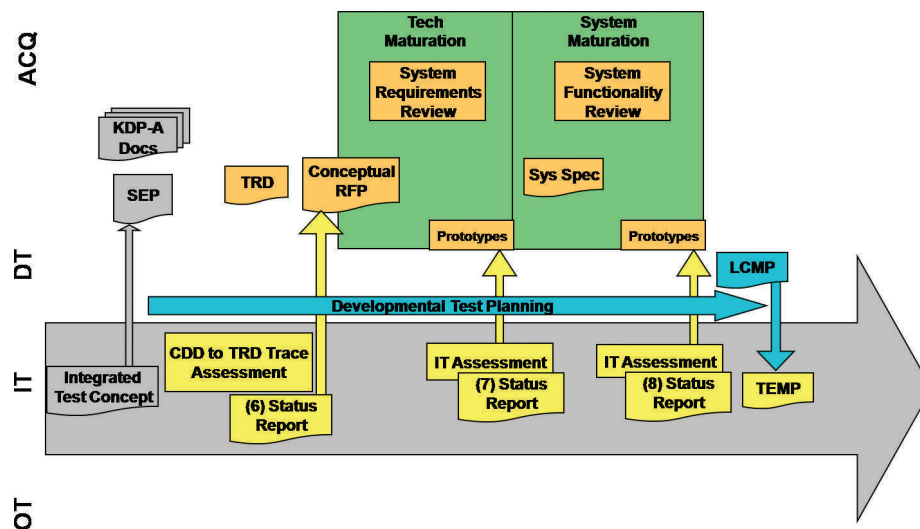 ACQ
DT
IT
OT
Tech
Maturation
System
Maturation
System
Requirements
Review
System
Functionality
Review
KDP-A
Docs
SEP
TRD
Conceptual
RFP
Sys Spec
Prototypes
Prototypes
LCMP
Developmental Test Planning
CDD to TRD Trace
Assessment
Integrated
Test Concept
(6) Status
Report
IT Assessment
(7) Status
Report
IT Assessment
(8) Status
Report
TEMP